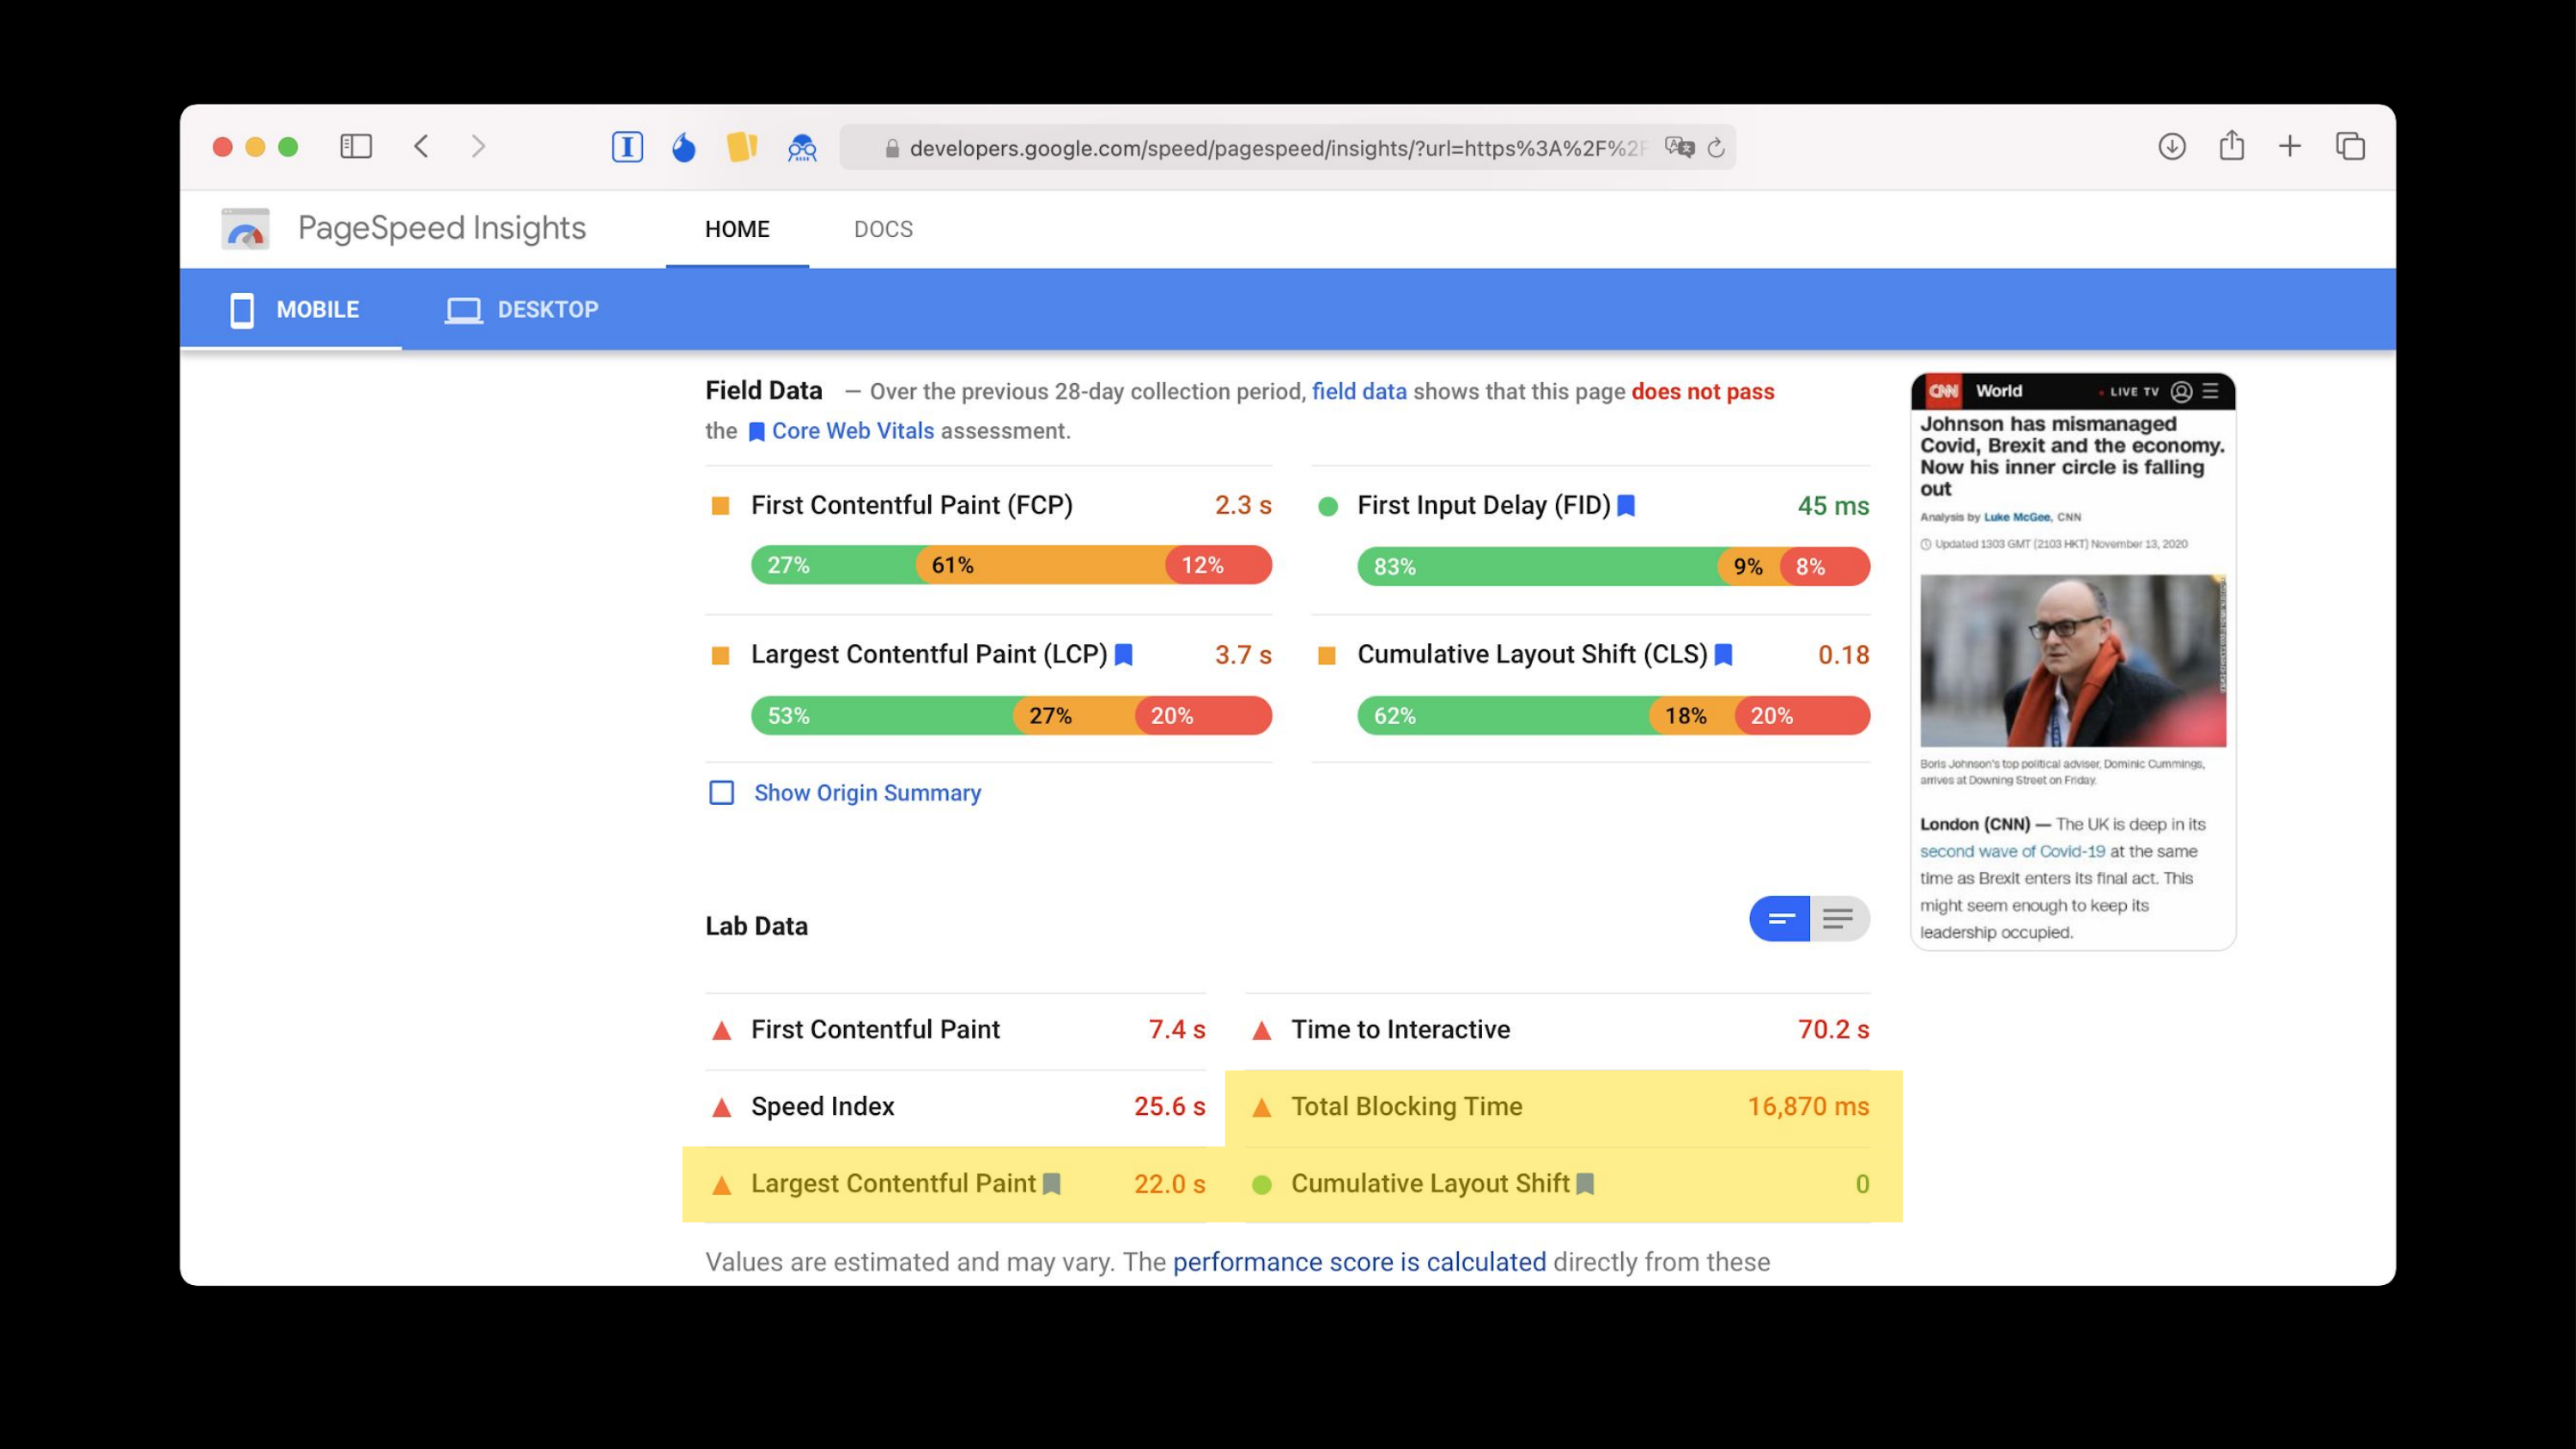 developers.google.com/speed/pagespeed/insights/?url=https%3A%2F%2F
PageSpeed Insights
HOME
DOCS
MOBILE
DESKTOP
Field Data — Over the previous 28-day collection period, field data shows that this page does not pass
the Core Web Vitals assessment.
First Contentful Paint (FCP) 2.3 s
27% 61% 12%
First Input Delay (FID) 45 ms
83% 9% 8%
Largest Contentful Paint (LCP) 3.7 s
53% 27% 20%
Cumulative Layout Shift (CLS) 0.18
62% 18% 20%
Show Origin Summary
Lab Data
First Contentful Paint 7.4 s
Time to Interactive 70.2 s
Speed Index 25.6 s
Total Blocking Time 16,870 ms
Largest Contentful Paint 22.0 s
Cumulative Layout Shift 0
Values are estimated and may vary. The performance score is calculated directly from these
CNN World LIVE TV
Johnson has mismanaged
Covid, Brexit and the economy.
Now his inner circle is falling
out
Analysis by Luke McGee, CNN
Updated 1303 GMT (2103 HKT) November 13, 2020
Boris Johnson's top political adviser, Dominic Cummings,
arrives at Downing Street on Friday.
London (CNN) — The UK is deep in its
second wave of Covid-19 at the same
time as Brexit enters its final act. This
might seem enough to keep its
leadership occupied.